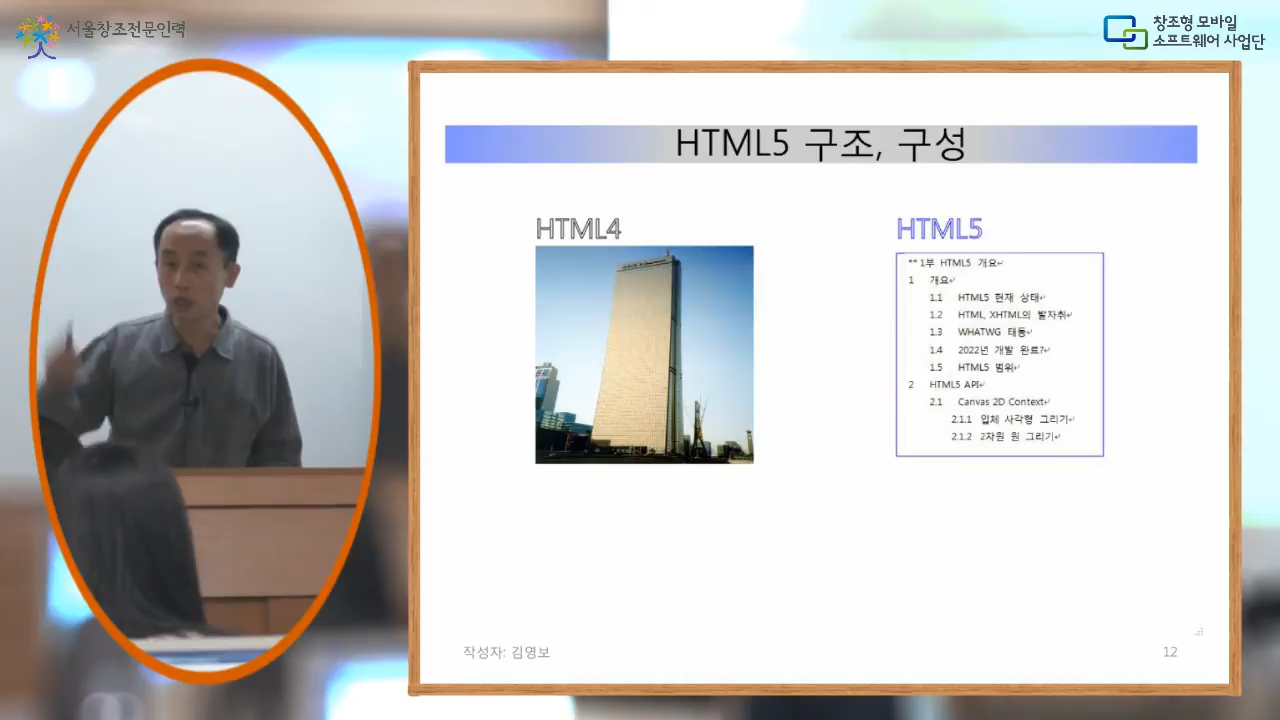 서울창조전문인력
창조형 모바일
소프트웨어 사업단
HTML5 구조, 구성
HTML4
HTML5
** 1부 HTML5 개요↵
1 개요↵
1.1 HTML5 현재 상태↵
1.2 HTML, XHTML의 발자취↵
1.3 WHATWG 태동↵
1.4 2022년 개발 완료?↵
1.5 HTML5 범위↵
2 HTML5 API↵
2.1 Canvas 2D Context↵
2.1.1 입체 사각형 그리기↵
2.1.2 2차원 원 그리기↵
작성자: 김영보
12